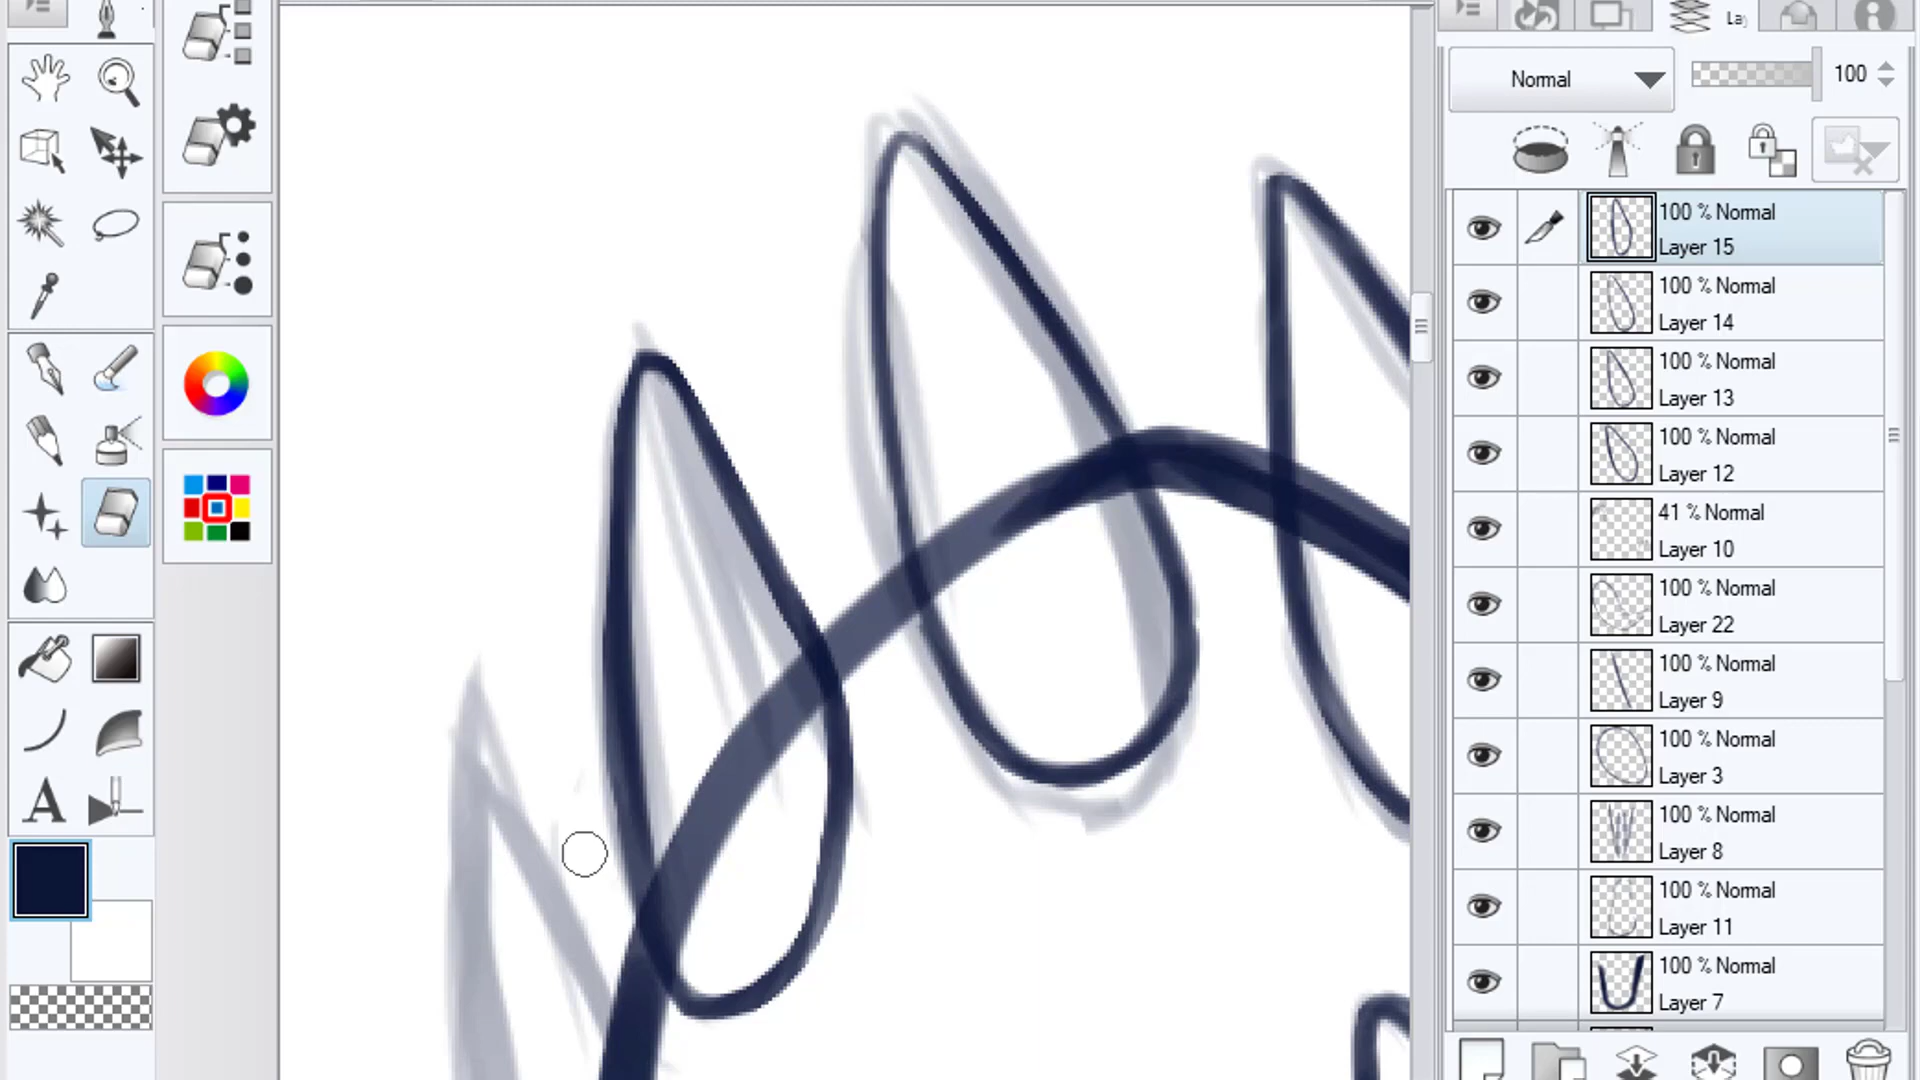 La
Normal
100
100 % Normal
Layer 15
100 % Normal
Layer 14
100 % Normal
Layer 13
100 % Normal
Layer 12
41 % Normal
Layer 10
100 % Normal
Layer 22
100 % Normal
Layer 9
100 % Normal
Layer 3
100 % Normal
Layer 8
100 % Normal
Layer 11
100 % Normal
Layer 7
A